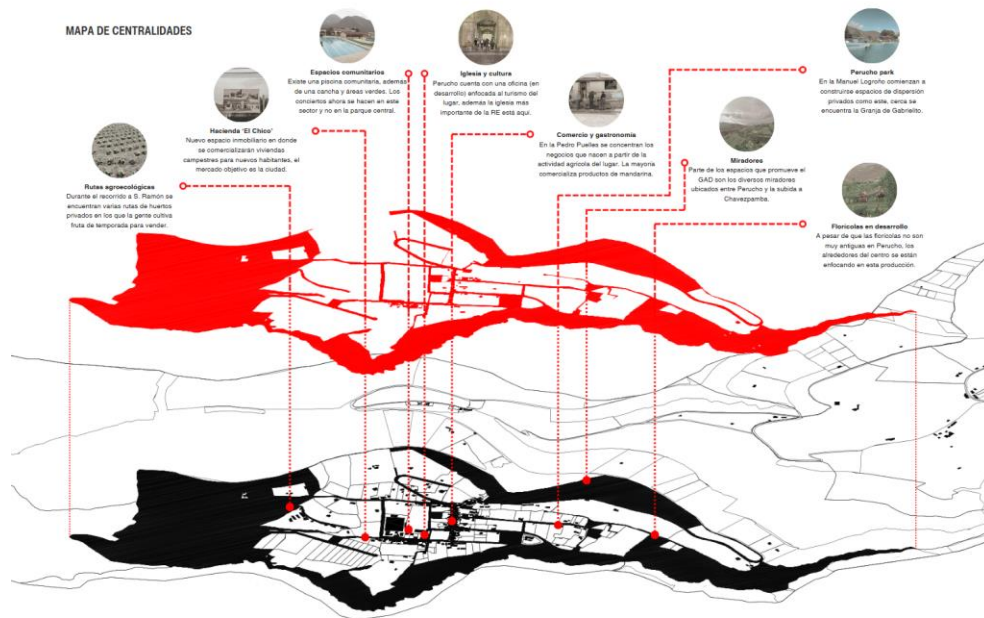 MAPA DE CENTRALIDADES
Espacios comunitarios
Existe una piscina comunitaria, además
de una cancha y áreas verdes. Los
conciertos ahora se hacen en este
sector y no en la parque central.
Iglesia y cultura
Perucho cuenta con una oficina (en
desarrollo) enfocada al turismo del
lugar, además la iglesia más
importante de la RE está aquí.
Perucho park
En la Manuel Logroño comienzan a
construirse espacios de dispersión
privados como este, cerca se
encuentra la Granja de Gabrielito.
Hacienda 'El Chico'
Nuevo espacio inmobiliario en donde
se comercializarán viviendas
campestres para nuevos habitantes, el
mercado objetivo es la ciudad.
Comercio y gastronomía
En la Pedro Puelles se concentran los
negocios que nacen a partir de la
actividad agrícola del lugar. La mayoría
comercializa productos de mandarina.
Miradores
Parte de los espacios que promueve el
GAD son los diversos miradores
ubicados entre Perucho y la subida a
Chavezpamba.
Rutas agroecológicas
Durante el recorrido a S. Ramón se
encuentran varias rutas de huertos
privados en los que la gente cultiva
fruta de temporada para vender.
Florícolas en desarrollo
A pesar de que las florícolas no son
muy antiguas en Perucho, los
alrededores del centro se están
enfocando en esta producción.